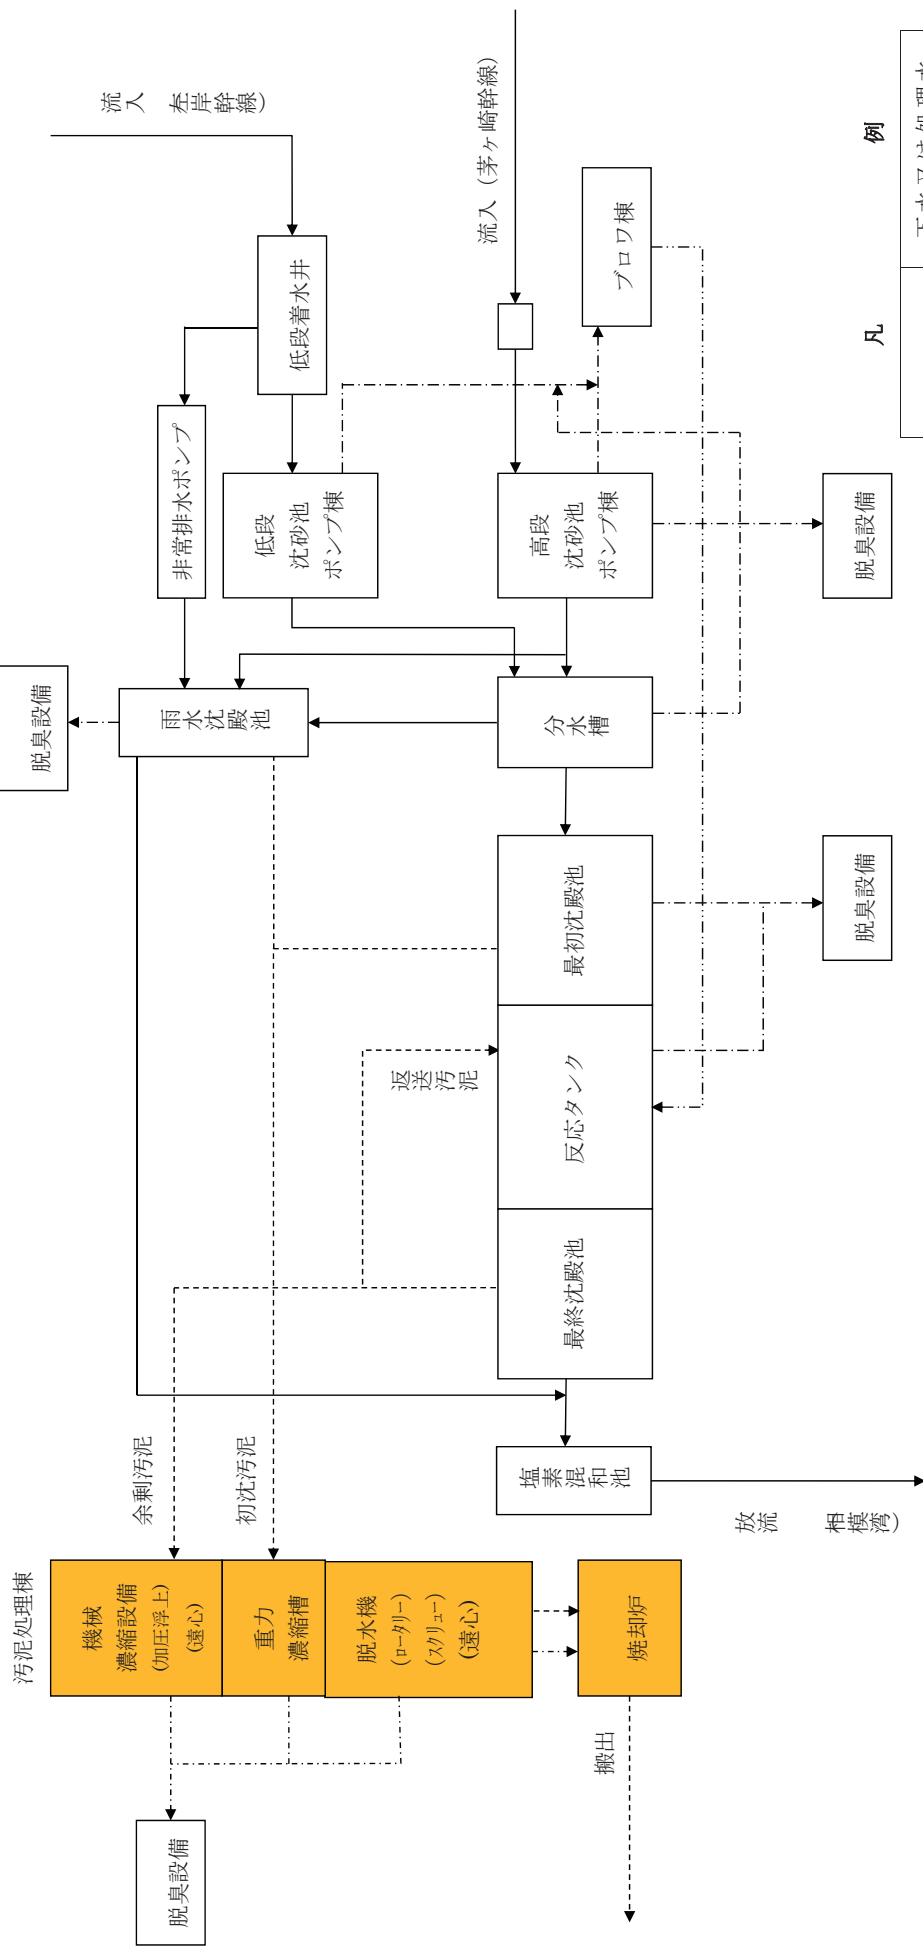 汚泥処理棟
機械
濃縮設備
(加圧浮上)
(遠心)
重力
濃縮槽
脱水機
(ロータリー)
(スクリュー)
(遠心)
焼却炉
搬出
脱臭設備
余剰汚泥
初沈汚泥
塩素混和池
放流
相模湾)
返送汚泥
最終沈殿池
反応タンク
最初沈殿池
脱臭設備
脱臭設備
雨水沈殿池
分水槽
非常排水ポンプ
低段
沈砂池
ポンプ棟
高段
沈砂池
ポンプ棟
脱臭設備
低段着水井
ブロワ棟
流入
左岸幹線)
流入 (茅ヶ崎幹線)
凡 例